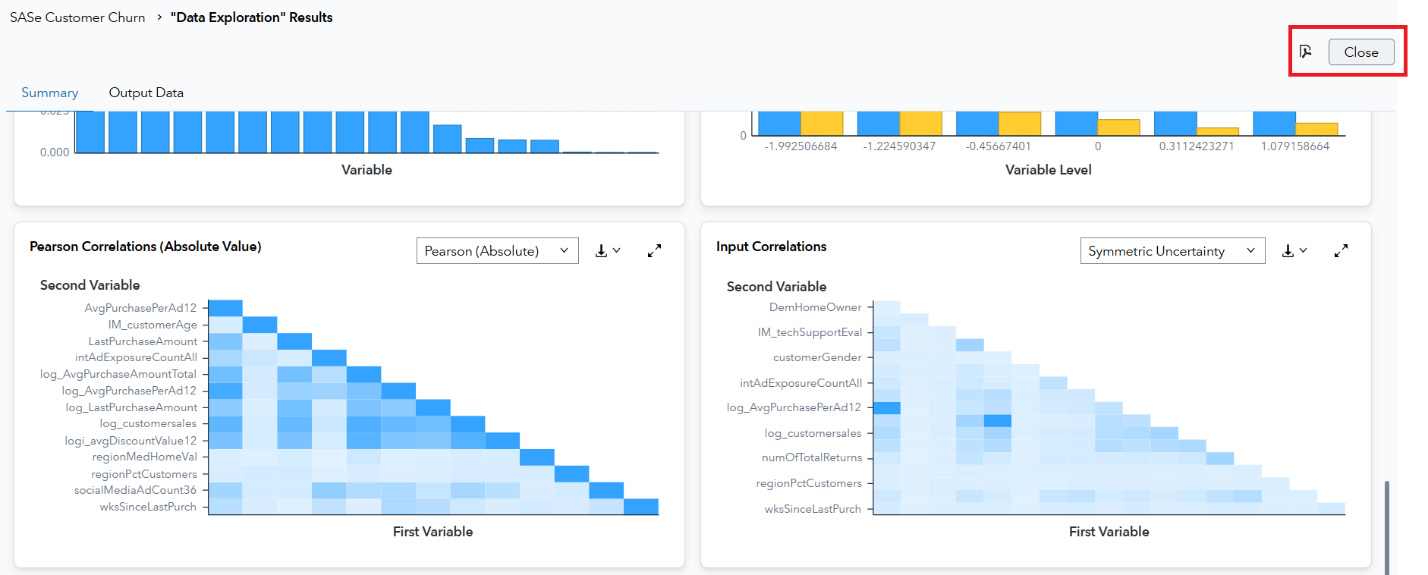 SASe Customer Churn > "Data Exploration" Results
Close
Summary Output Data
0.025
0.000
Variable
0
-1.992506684 -1.224590347 -0.45667401 0 0.3112423271 1.079158664
Variable Level
Pearson Correlations (Absolute Value) Pearson (Absolute)
Second Variable
AvgPurchasePerAd12
IM_customerAge
LastPurchaseAmount
intAdExposureCountAll
log_AvgPurchaseAmountTotal
log_AvgPurchasePerAd12
log_LastPurchaseAmount
log_customersales
logi_avgDiscountValue12
regionMedHomeVal
regionPctCustomers
socialMediaAdCount36
wksSinceLastPurch
First Variable
Input Correlations Symmetric Uncertainty
Second Variable
DemHomeOwner
IM_techSupportEval
customerGender
intAdExposureCountAll
log_AvgPurchasePerAd12
log_customersales
numOfTotalReturns
regionPctCustomers
wksSinceLastPurch
First Variable